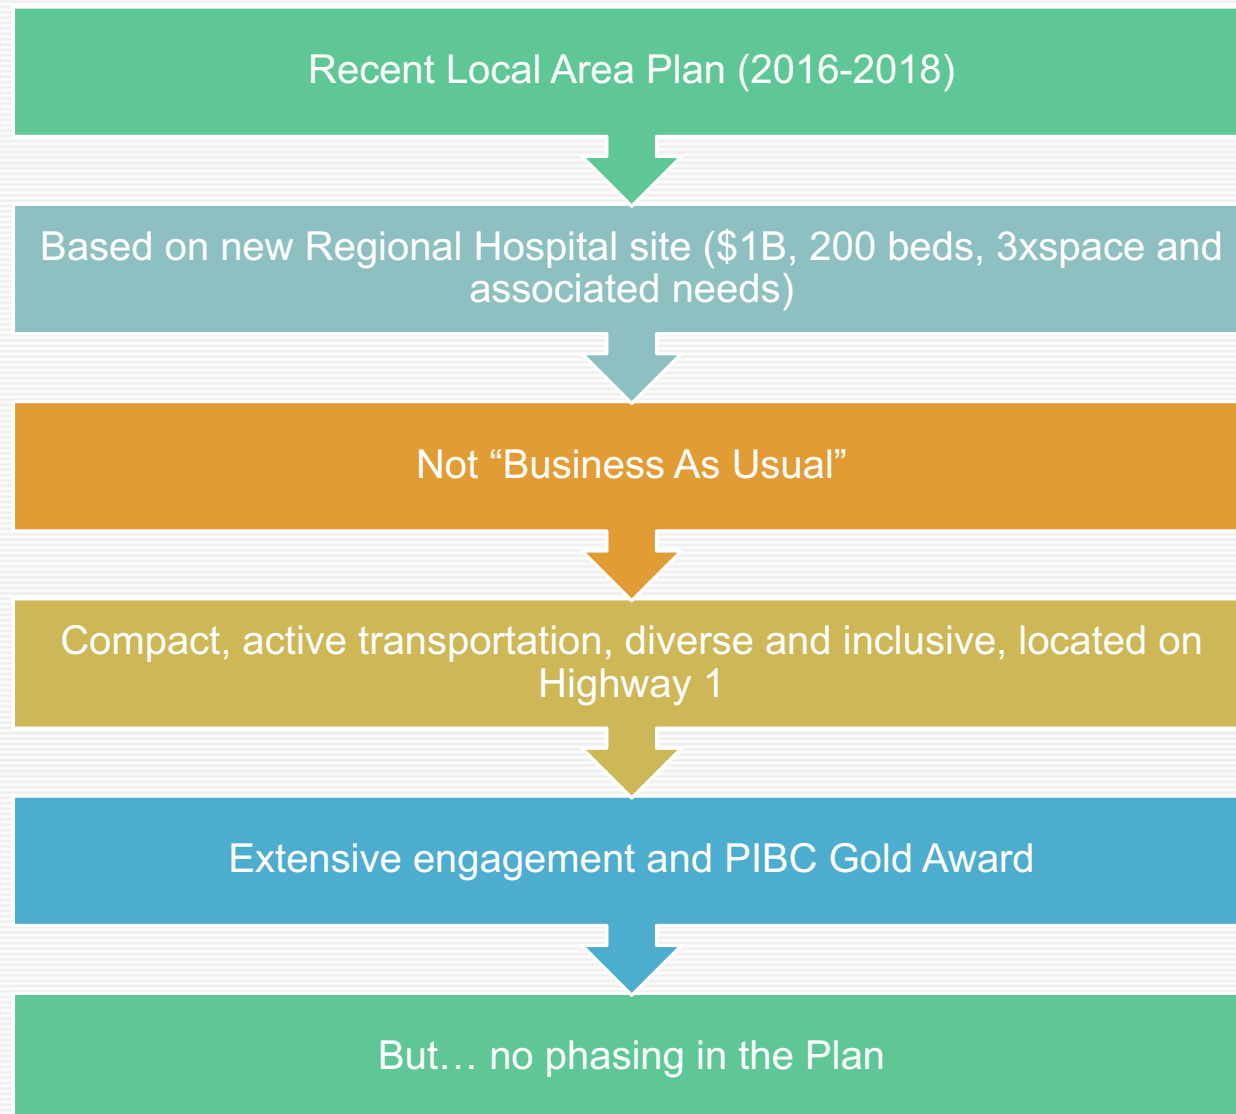 Recent Local Area Plan (2016-2018)
Based on new Regional Hospital site ($1B, 200 beds, 3xspace and
associated needs)
Not “Business As Usual”
Compact, active transportation, diverse and inclusive, located on
Highway 1
Extensive engagement and PIBC Gold Award
But… no phasing in the Plan